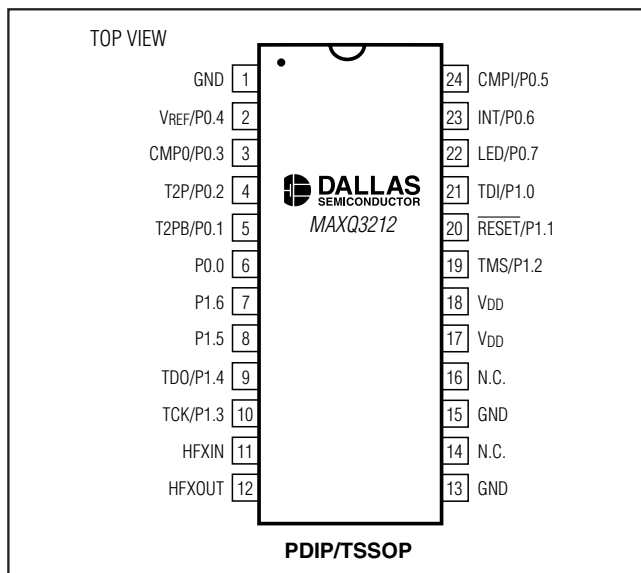 TOP VIEW
GND 1
VREF/P0.4 2
CMP0/P0.3 3
T2P/P0.2 4
T2PB/P0.1 5
P0.0 6
P1.6 7
P1.5 8
TDO/P1.4 9
TCK/P1.3 10
HFXIN 11
HFXOUT 12
DALLAS
SEMICONDUCTOR
MAXQ3212
24 CMPI/P0.5
23 INT/P0.6
22 LED/P0.7
21 TDI/P1.0
20 RESET/P1.1
19 TMS/P1.2
18 VDD
17 VDD
16 N.C.
15 GND
14 N.C.
13 GND
PDIP/TSSOP